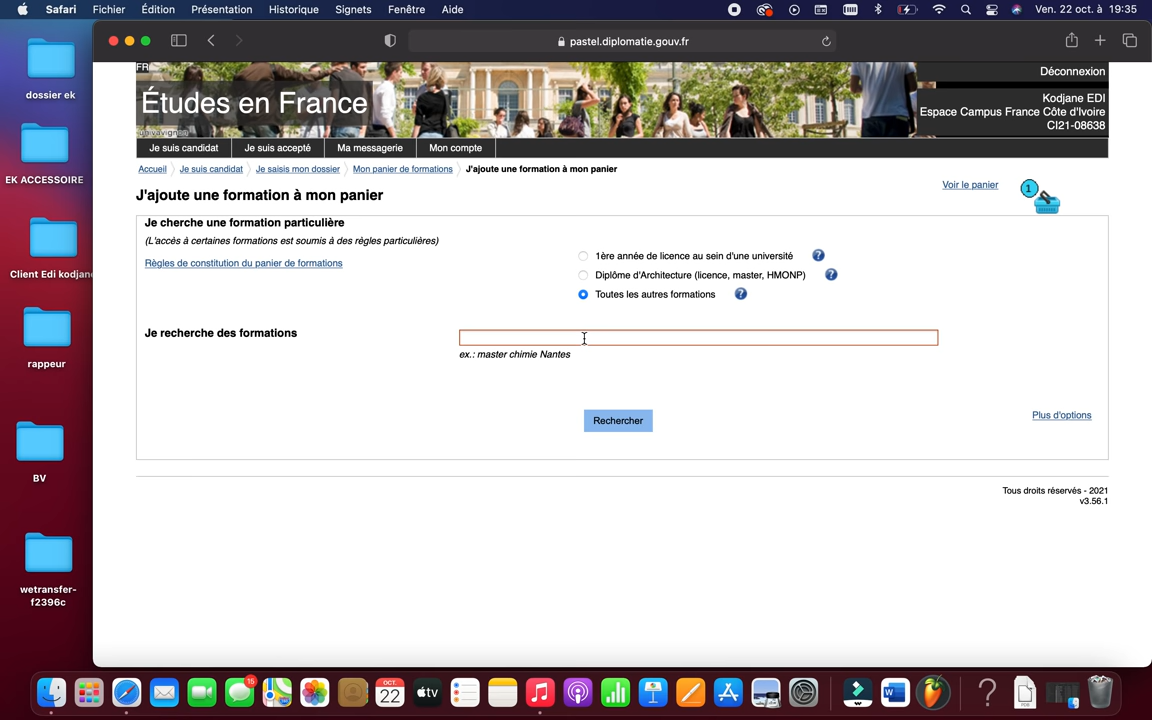 Safari Fichier Édition Présentation Historique Signets Fenêtre Aide Ven. 22 oct. à 19:35
pastel.diplomatie.gouv.fr
dossier ek
EK ACCESSOIRE
Client Edi kodjane
rappeur
BV
wetransfer-
f2396c
FR
Études en France
univavignon
Déconnexion
Kodjane EDI
Espace Campus France Côte d'Ivoire
CI21-08638
Je suis candidat Je suis accepté Ma messagerie Mon compte
Accueil Je suis candidat Je saisis mon dossier Mon panier de formations J'ajoute une formation à mon panier
J'ajoute une formation à mon panier
Voir le panier 1
Je cherche une formation particulière
(L'accès à certaines formations est soumis à des règles particulières)
Règles de constitution du panier de formations
1ère année de licence au sein d'une université ?
Diplôme d'Architecture (licence, master, HMONP) ?
Toutes les autres formations ?
Je recherche des formations
ex.: master chimie Nantes
Rechercher
Plus d'options
Tous droits réservés - 2021
v3.56.1
15
OCT.
22
tv
W
?